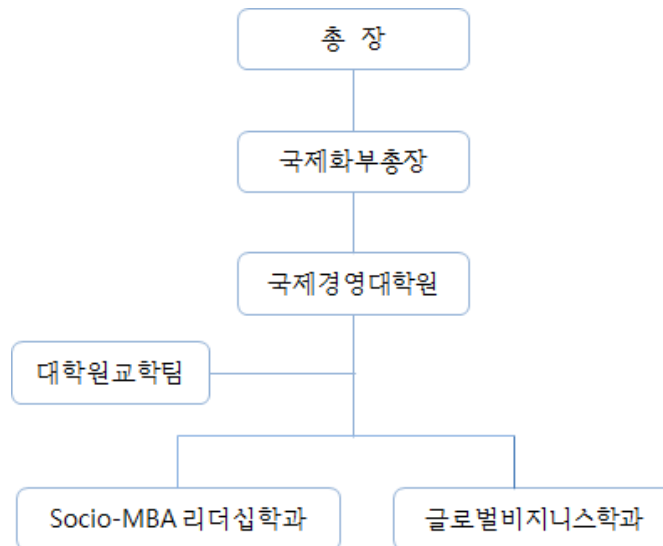 총 장
국제화부총장
국제경영대학원
대학원교학팀
Socio-MBA 리더십학과
글로벌비지니스학과